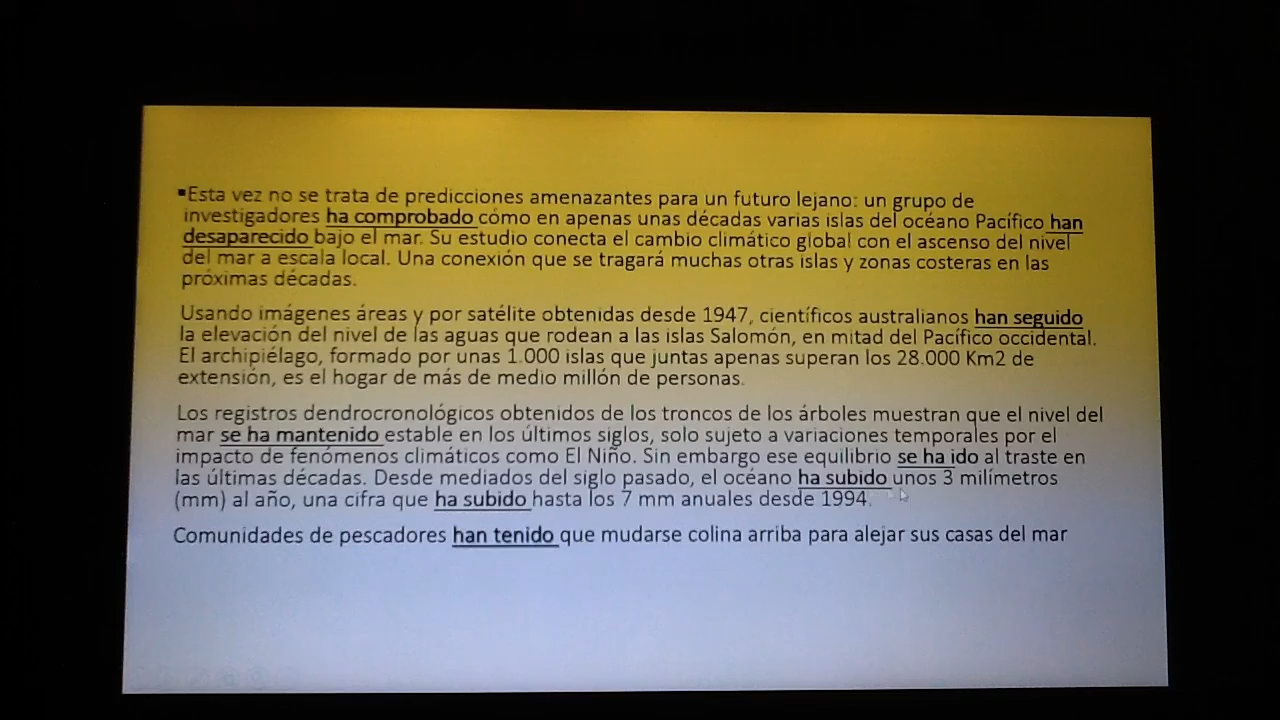 ▪Esta vez no se trata de predicciones amenazantes para un futuro lejano: un grupo de
investigadores ha comprobado cómo en apenas unas décadas varias islas del océano Pacífico han
desaparecido bajo el mar. Su estudio conecta el cambio climático global con el ascenso del nivel
del mar a escala local. Una conexión que se tragará muchas otras islas y zonas costeras en las
próximas décadas.
Usando imágenes áreas y por satélite obtenidas desde 1947, científicos australianos han seguido
la elevación del nivel de las aguas que rodean a las islas Salomón, en mitad del Pacífico occidental.
El archipiélago, formado por unas 1.000 islas que juntas apenas superan los 28.000 Km2 de
extensión, es el hogar de más de medio millón de personas.
Los registros dendrocronológicos obtenidos de los troncos de los árboles muestran que el nivel del
mar se ha mantenido estable en los últimos siglos, solo sujeto a variaciones temporales por el
impacto de fenómenos climáticos como El Niño. Sin embargo ese equilibrio se ha ido al traste en
las últimas décadas. Desde mediados del siglo pasado, el océano ha subido unos 3 milímetros
(mm) al año, una cifra que ha subido hasta los 7 mm anuales desde 1994.
Comunidades de pescadores han tenido que mudarse colina arriba para alejar sus casas del mar